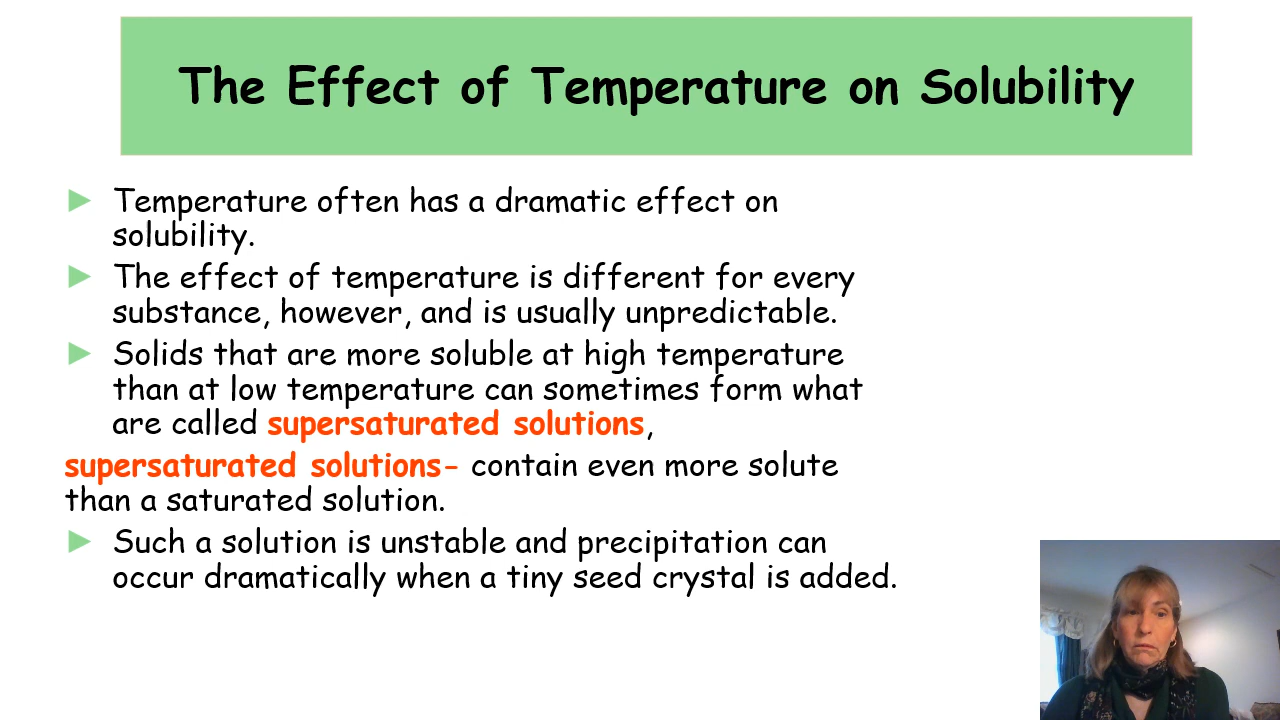 The Effect of Temperature on Solubility
Temperature often has a dramatic effect on
solubility.
The effect of temperature is different for every
substance, however, and is usually unpredictable.
Solids that are more soluble at high temperature
than at low temperature can sometimes form what
are called supersaturated solutions,
supersaturated solutions- contain even more solute
than a saturated solution.
Such a solution is unstable and precipitation can
occur dramatically when a tiny seed crystal is added.